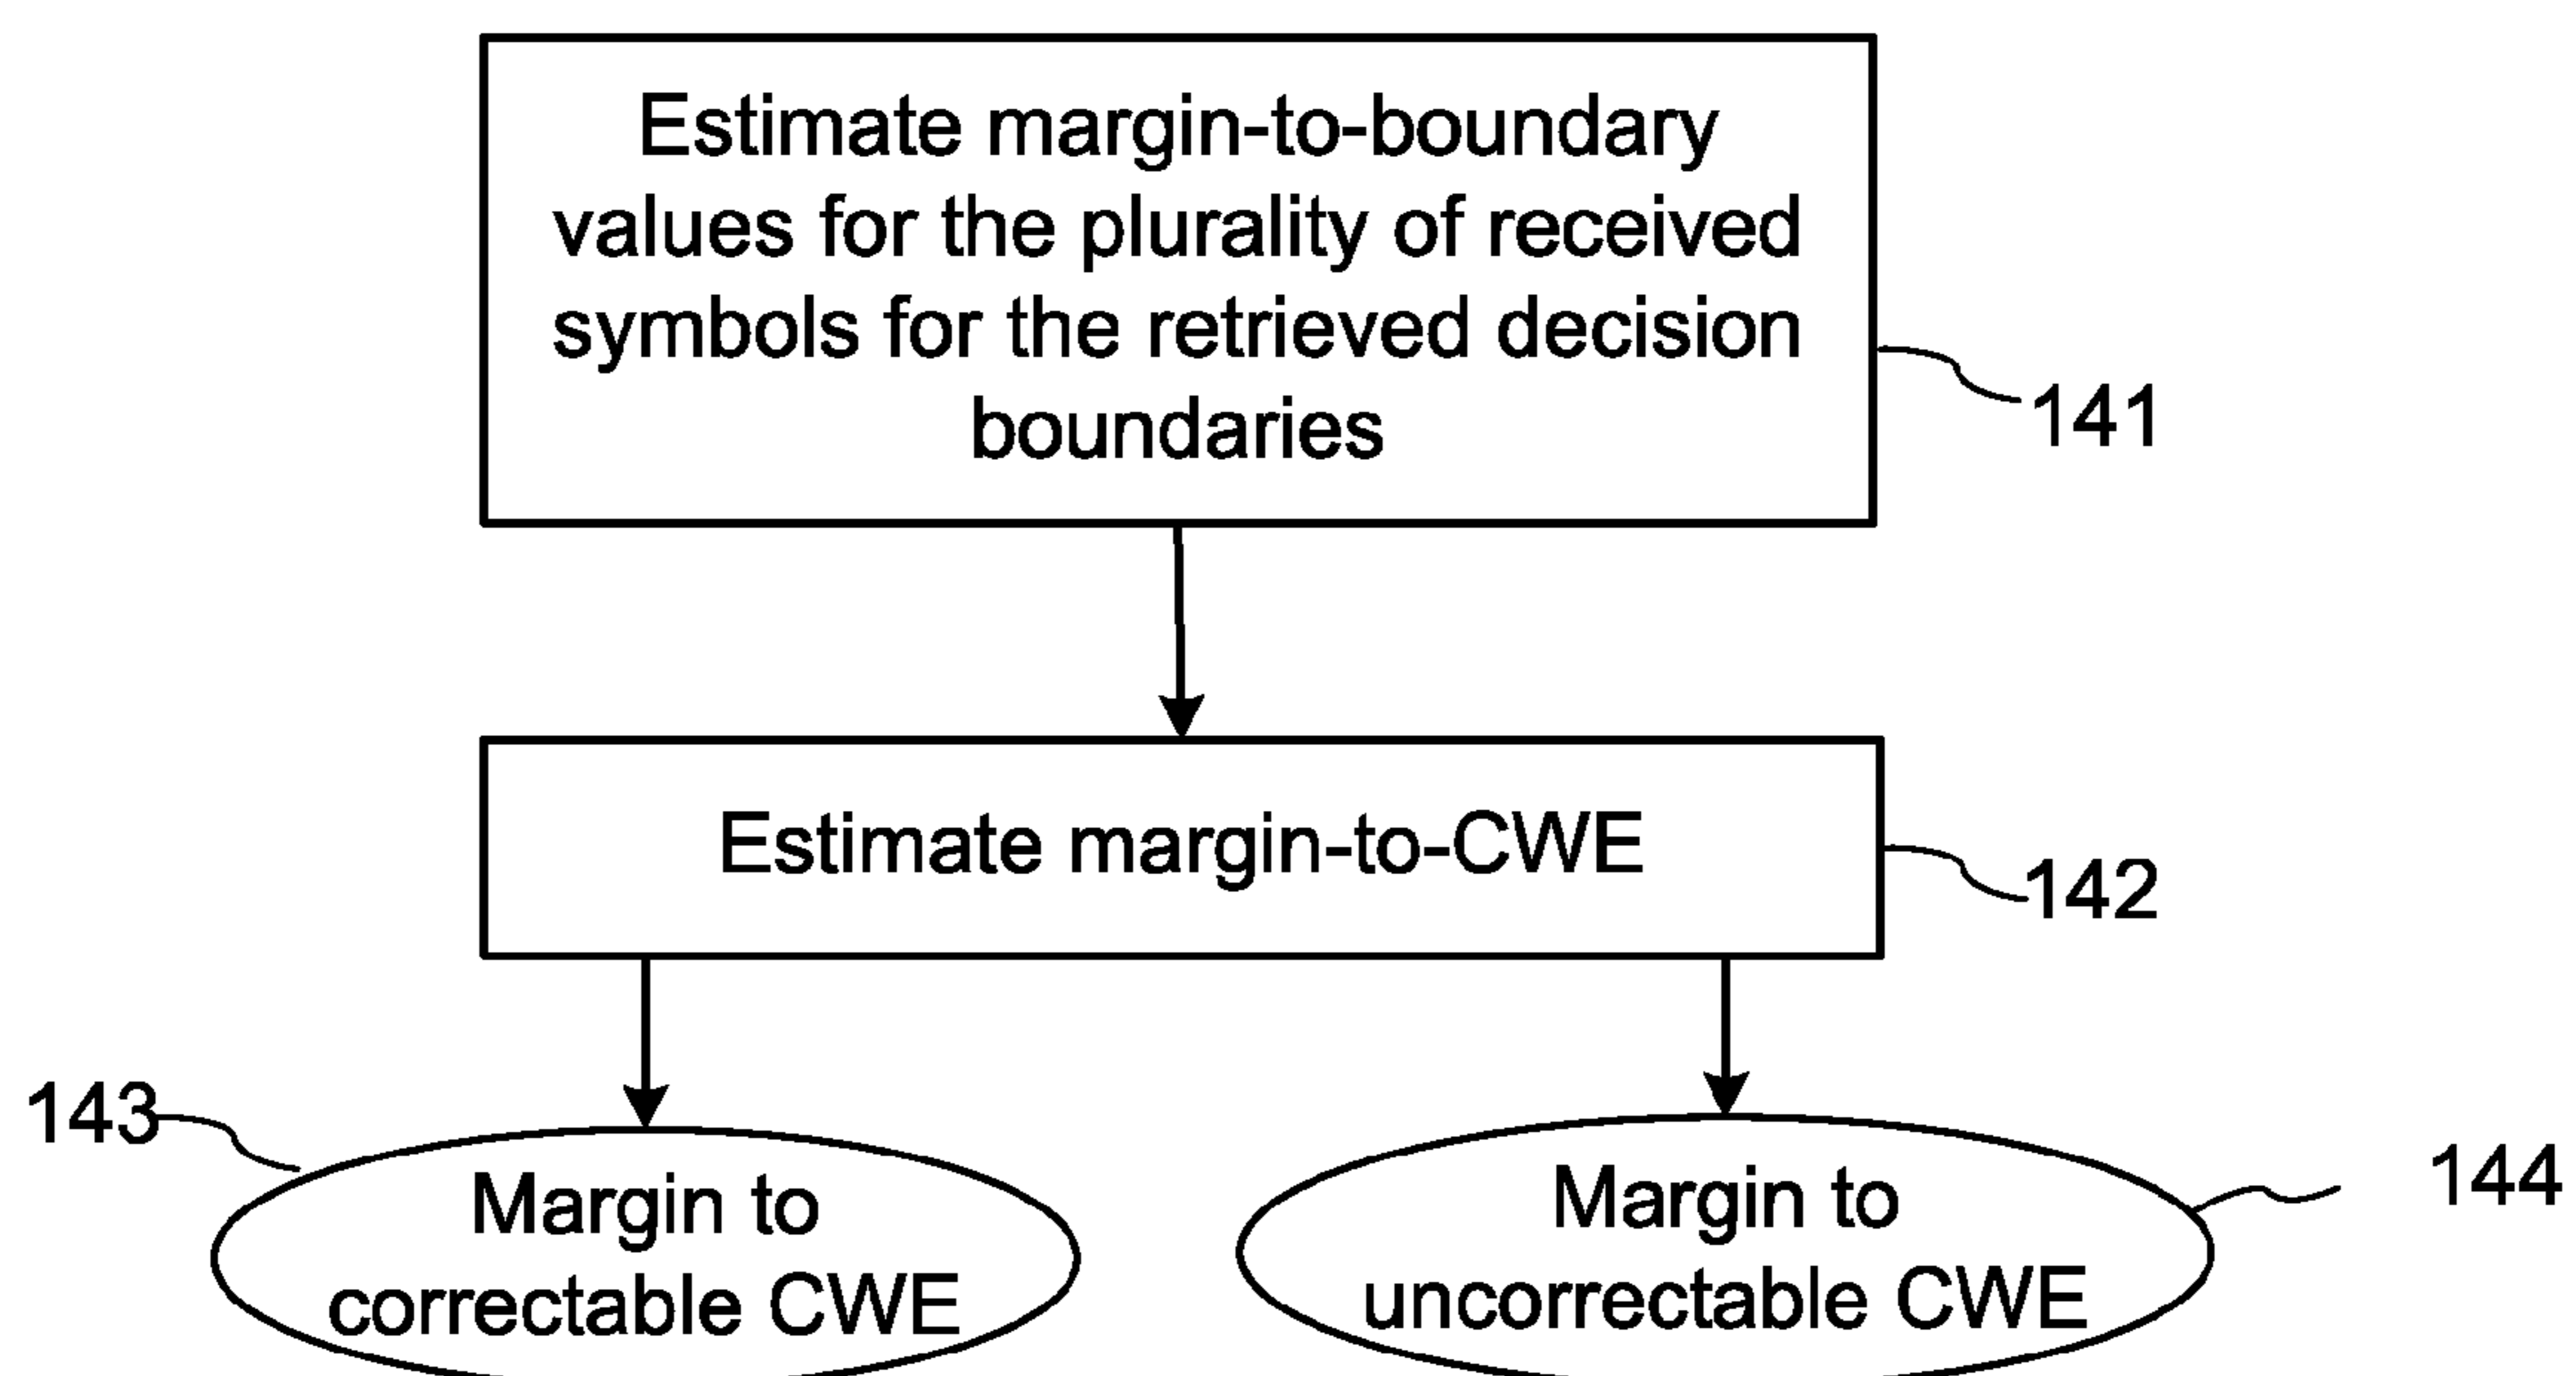 Estimate margin-to-boundary
values for the plurality of received
symbols for the retrieved decision
boundaries
141
Estimate margin-to-CWE
142
143
Margin to
correctable CWE
Margin to
uncorrectable CWE
144